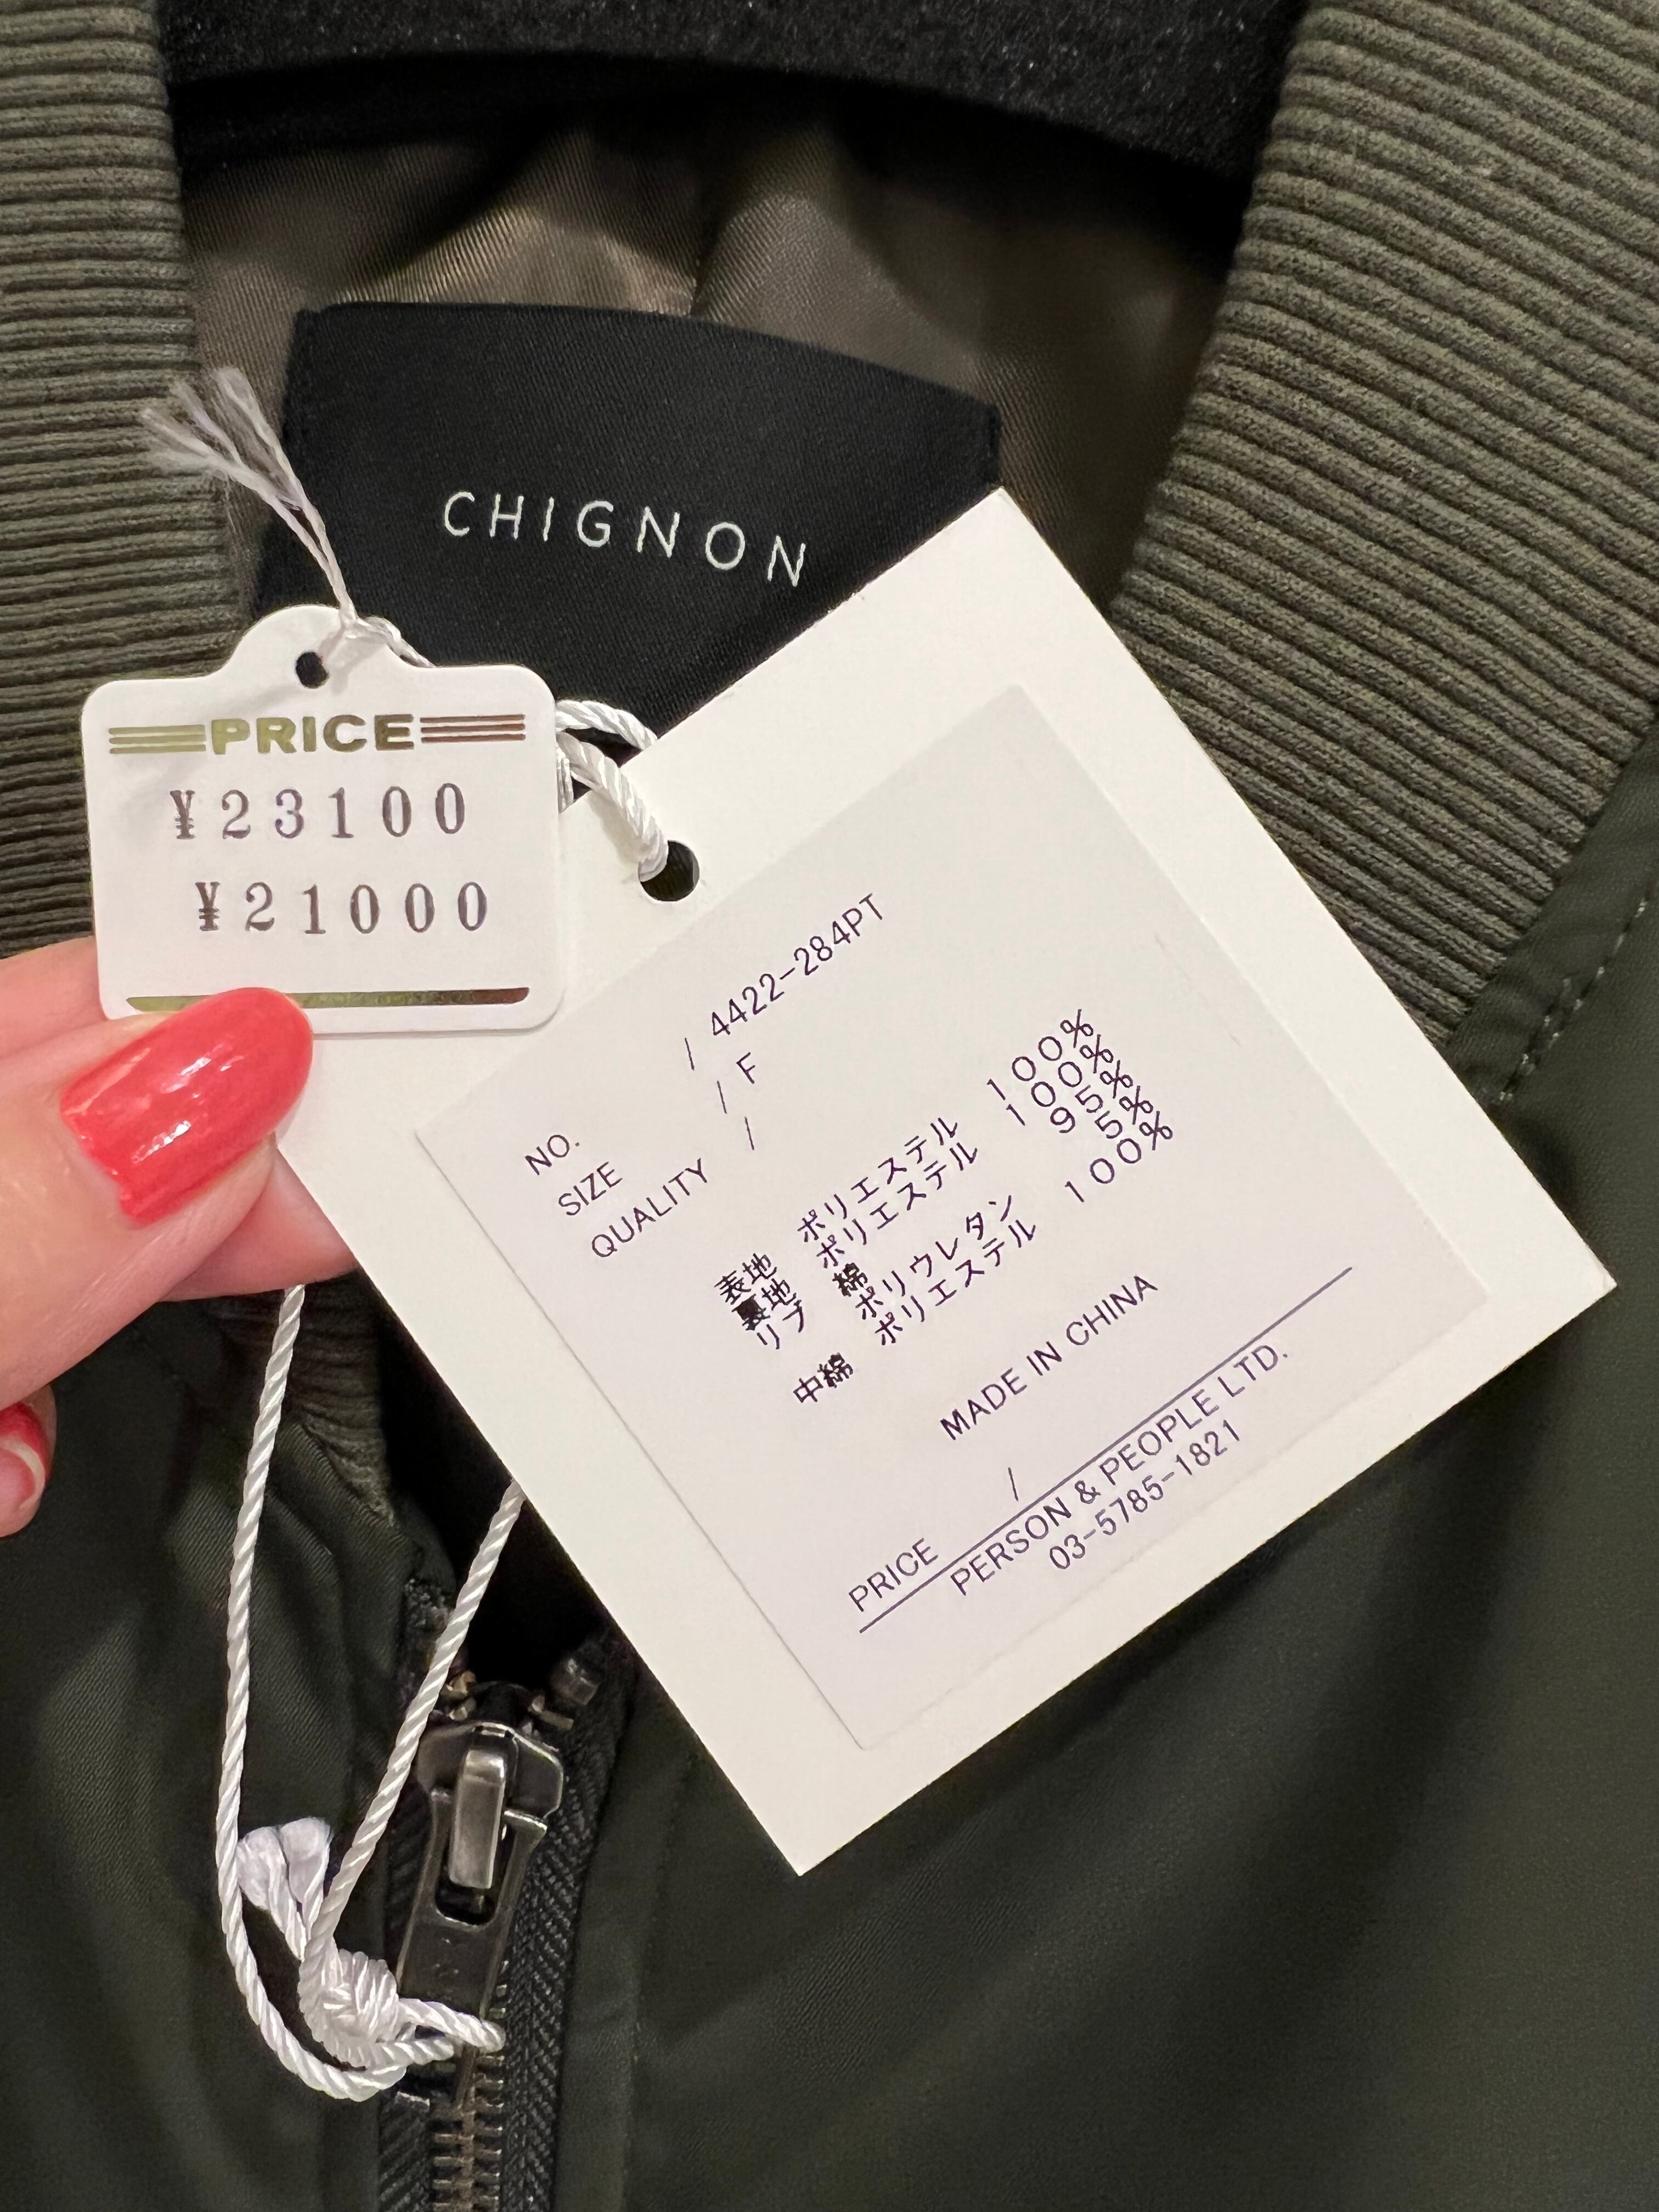 CHIGNON
PRICE
¥23100
¥21000
NO. / 4422-284PT
SIZE / F
QUALITY /
表地 ポリエステル 100%
裏地 ポリエステル 100%
リブ 綿 95%
ポリウレタン 5%
中綿 ポリエステル 100%
MADE IN CHINA
PRICE /
PERSON & PEOPLE LTD.
03-5785-1821